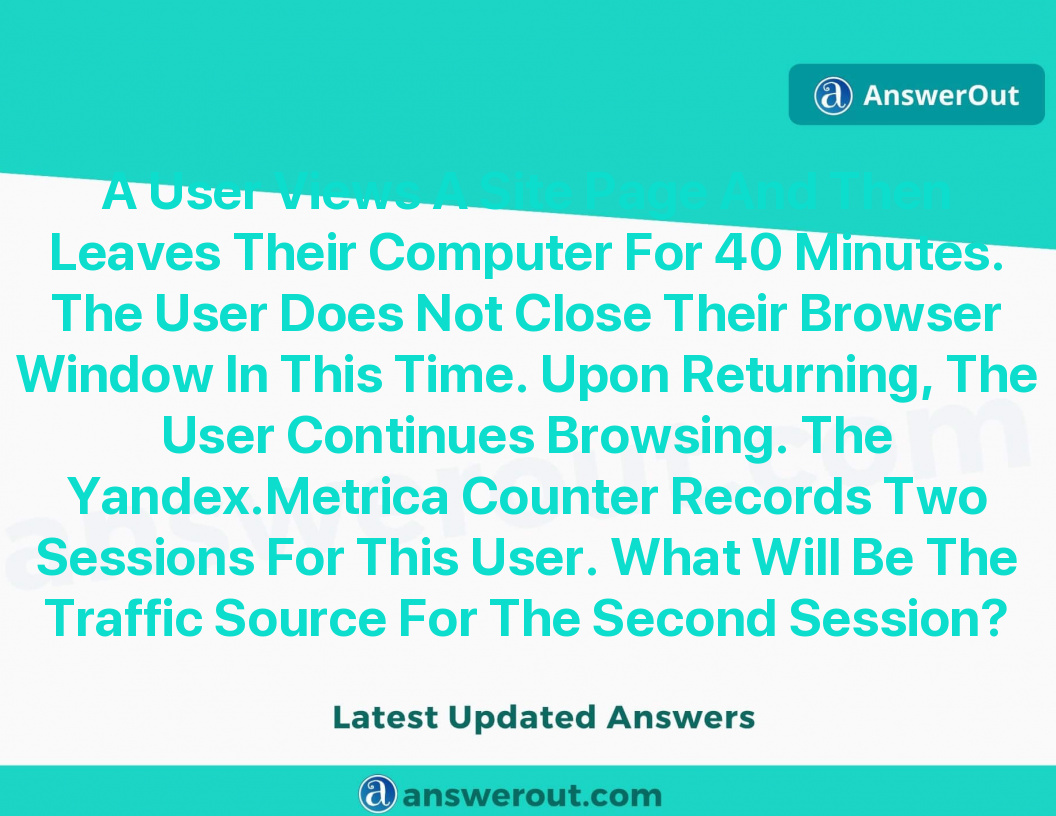 AnswerOut
A User Views A Site Page And Then
Leaves Their Computer For 40 Minutes.
The User Does Not Close Their Browser
Window In This Time. Upon Returning, The
User Continues Browsing. The
Yandex.Metrica Counter Records Two
Sessions For This User. What Will Be The
Traffic Source For The Second Session?
answerout.com
Latest Updated Answers
answerout.com